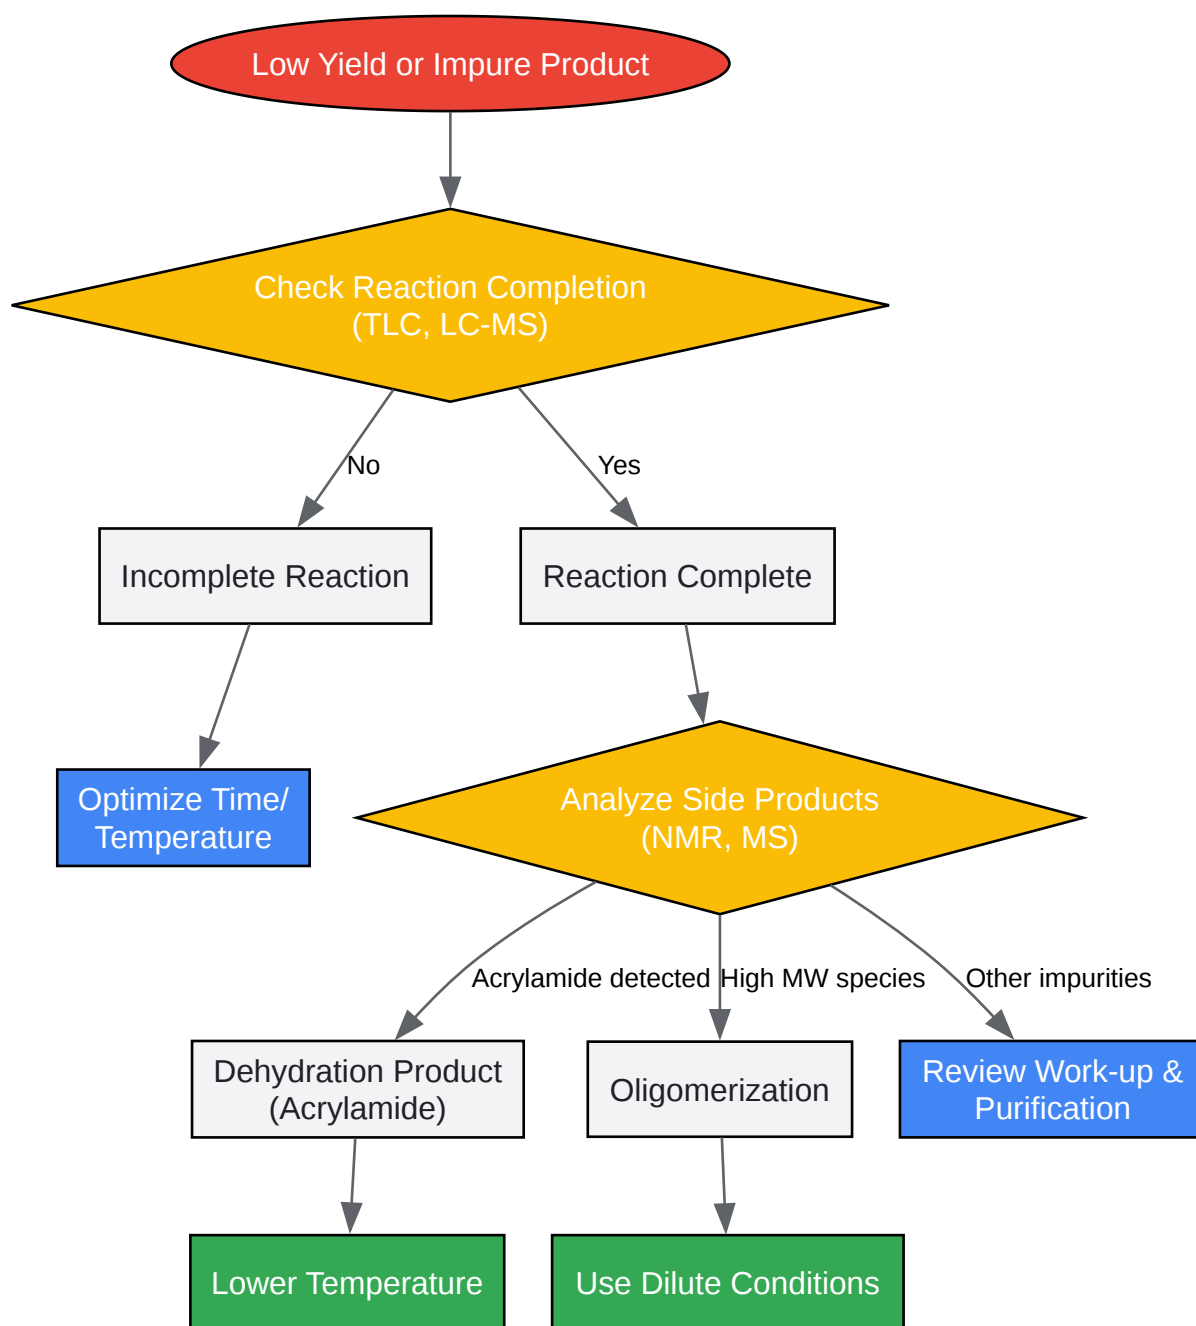 Low Yield or Impure Product
Check Reaction Completion
(TLC, LC-MS)
No
Yes
Incomplete Reaction
Reaction Complete
Optimize Time/
Temperature
Analyze Side Products
(NMR, MS)
Acrylamide detected
High MW species
Other impurities
Dehydration Product
(Acrylamide)
Oligomerization
Review Work-up &
Purification
Lower Temperature
Use Dilute Conditions